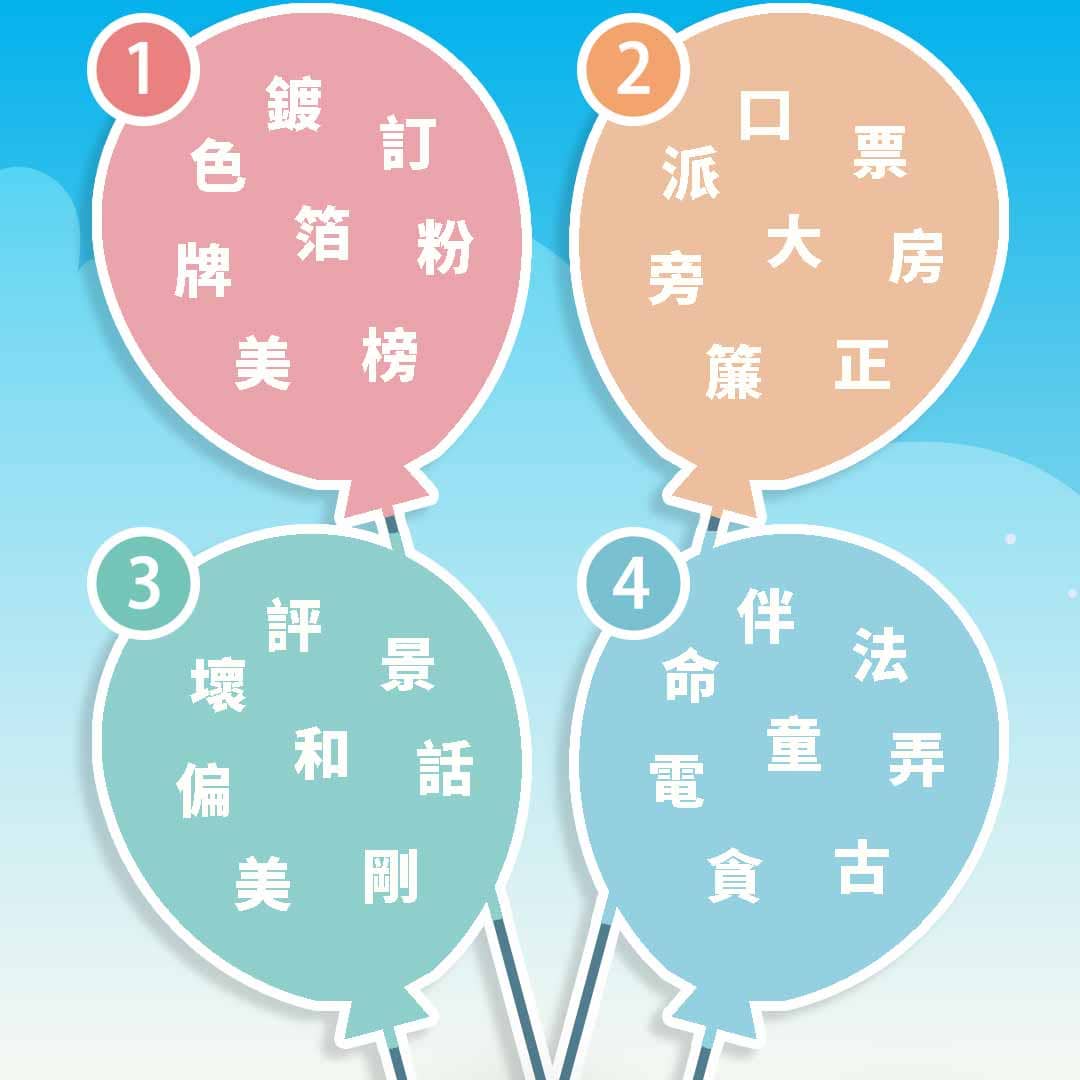 1
鍍
訂
色
箔
粉
牌
榜
美
2
口
票
派
大
房
旁
正
簾
3
評
景
壞
和
話
偏
剛
美
4
伴
法
命
童
弄
電
古
貪